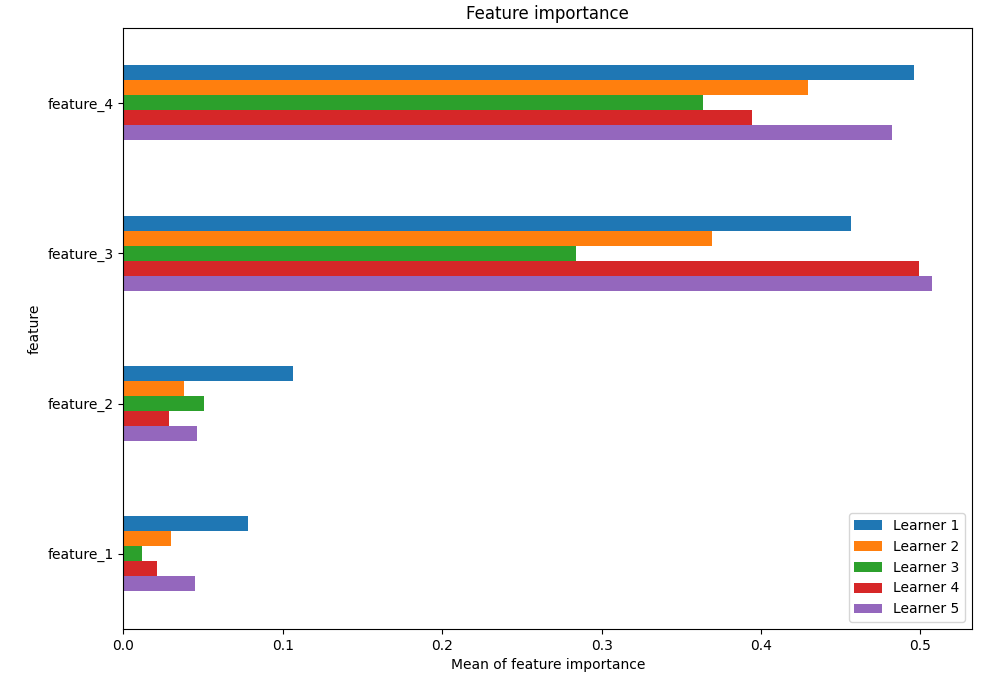 Feature importance
feature_4
feature_3
feature_2
feature_1
feature
0.0 0.1 0.2 0.3 0.4 0.5
Mean of feature importance
Learner 1
Learner 2
Learner 3
Learner 4
Learner 5